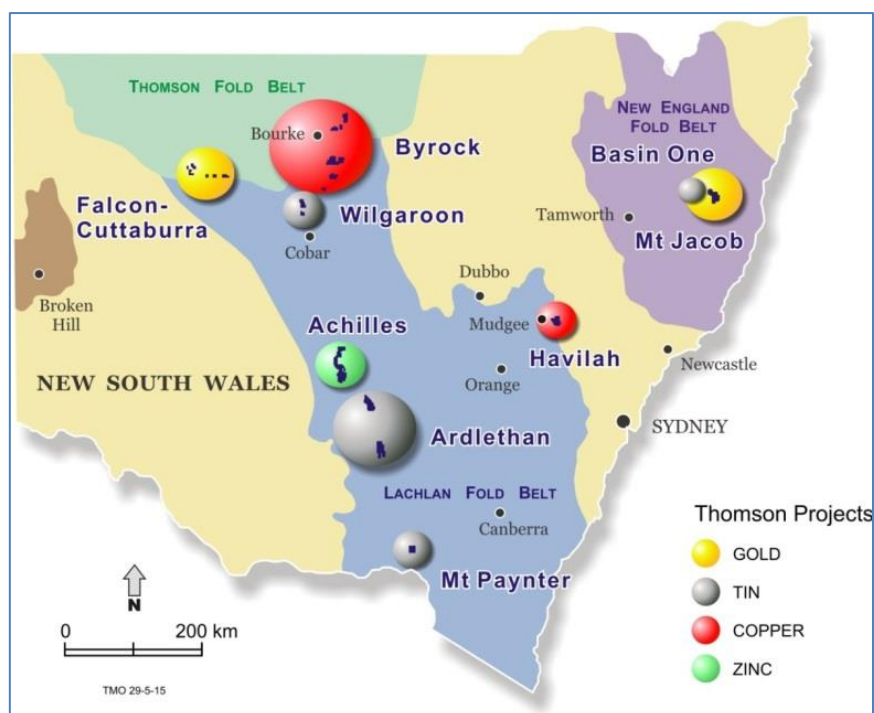 THOMSON FOLD BELT
NEW ENGLAND
FOLD BELT
Bourke
Byrock
Basin One
Falcon-
Cuttaburra
Wilgaroon
Tamworth
Mt Jacob
Cobar
Broken
Hill
Dubbo
Achilles
Mudgee
Havilah
Newcastle
NEW SOUTH WALES
Orange
SYDNEY
Ardlethan
LACHLAN FOLD BELT
Canberra
Mt Paynter
Thomson Projects
GOLD
TIN
COPPER
ZINC
N
0 200 km
TMO 29-5-15